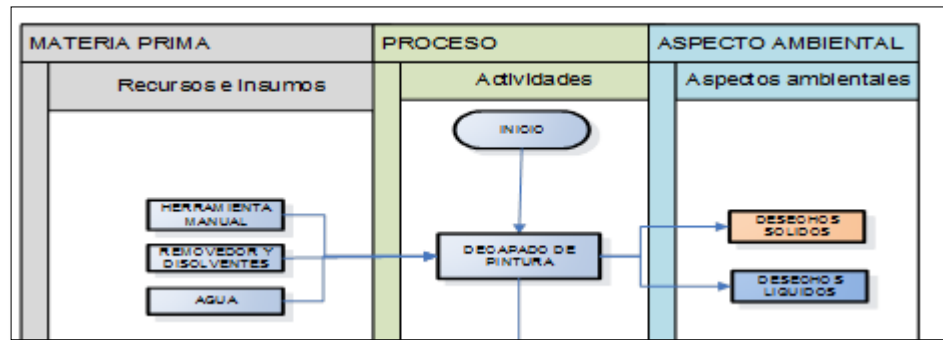 MATERIA PRIMA
PROCESO
ASPECTO AMBIENTAL
Recursos e Insumos
Actividades
Aspectos ambientales
INICIO
HERRAMIENTA
MANUAL
REMOVEDOR Y
DISOLVENTES
AGUA
DECAPADO DE
PINTURA
DESECHOS
SOLIDOS
DESECHOS
LIQUIDOS